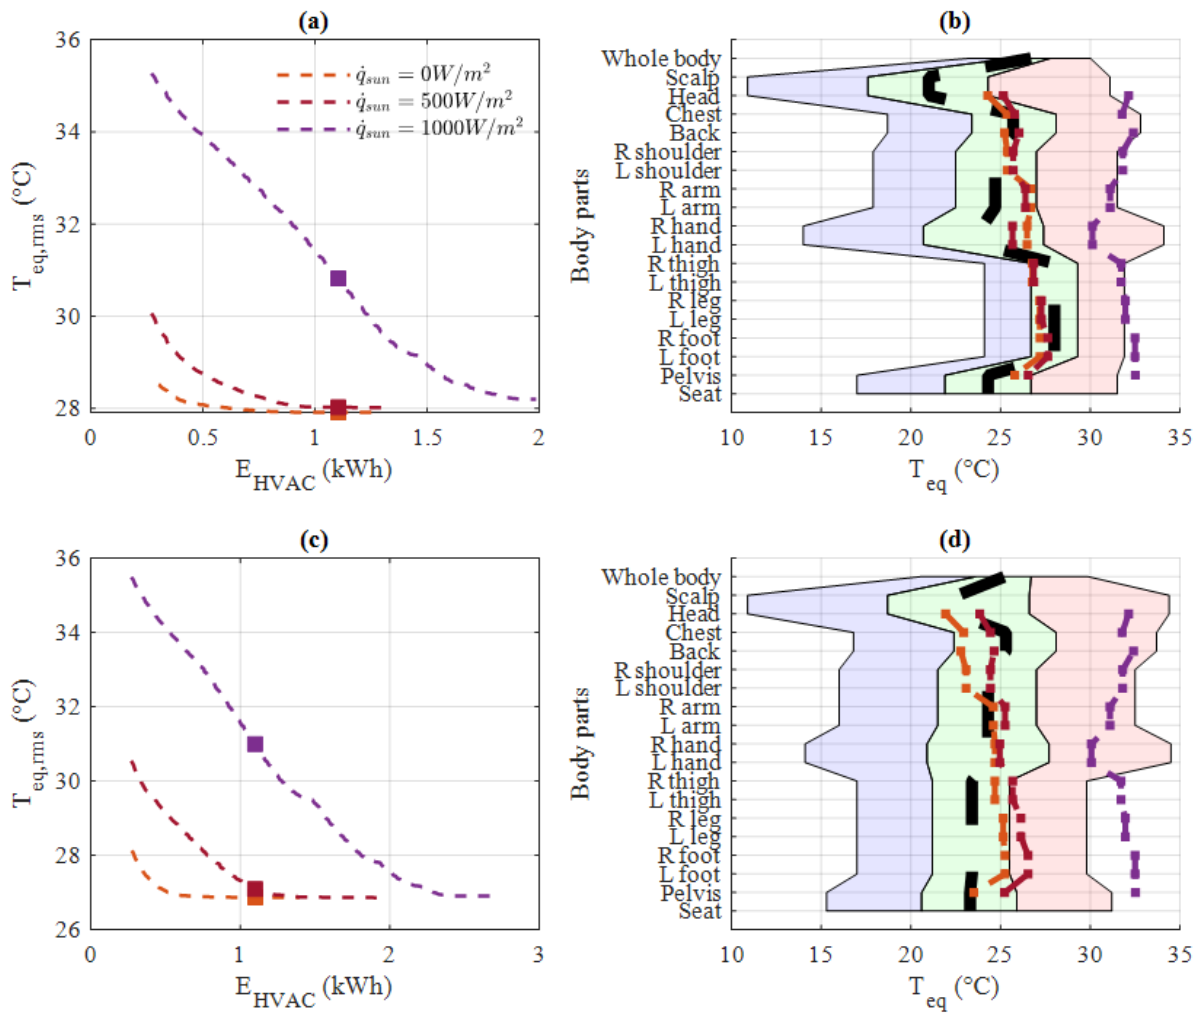 (a)
36
34
32
30
28
T_eq,rms (°C)
q̇_sun = 0W/m²
q̇_sun = 500W/m²
q̇_sun = 1000W/m²
0
0.5
1
1.5
2
E_HVAC (kWh)
(b)
Body parts
Whole body
Scalp
Head
Chest
Back
R shoulder
L shoulder
R arm
L arm
R hand
L hand
R thigh
L thigh
R leg
L leg
R foot
L foot
Pelvis
Seat
10
15
20
25
30
35
T_eq (°C)
(c)
36
34
32
30
28
26
T_eq,rms (°C)
0
1
2
3
E_HVAC (kWh)
(d)
Body parts
Whole body
Scalp
Head
Chest
Back
R shoulder
L shoulder
R arm
L arm
R hand
L hand
R thigh
L thigh
R leg
L leg
R foot
L foot
Pelvis
Seat
10
15
20
25
30
35
T_eq (°C)